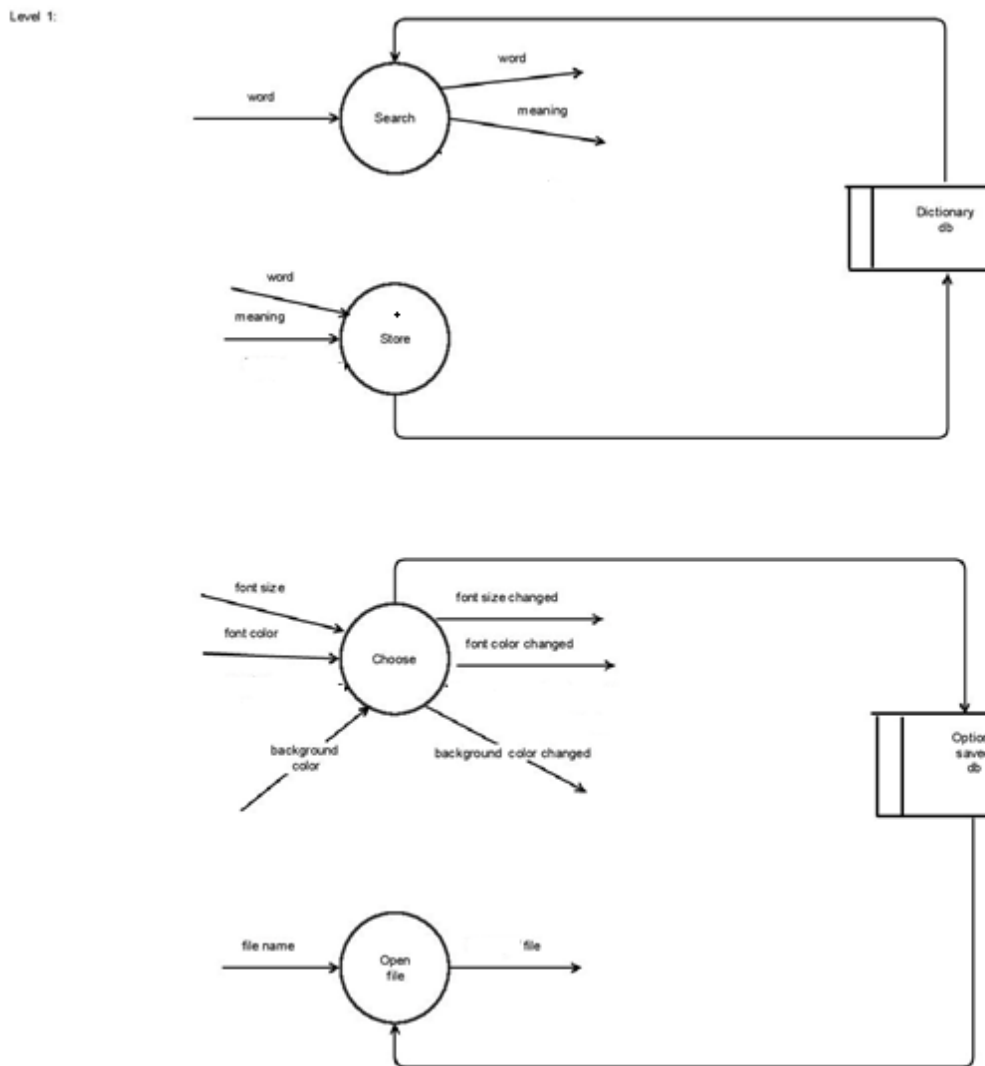 Level 1:
word
word
meaning
Search
Dictionary
db
word
meaning
Store
font size
font color
Choose
font size changed
font color changed
background
color
background color changed
Option
saved
db
file name
Open
file
file